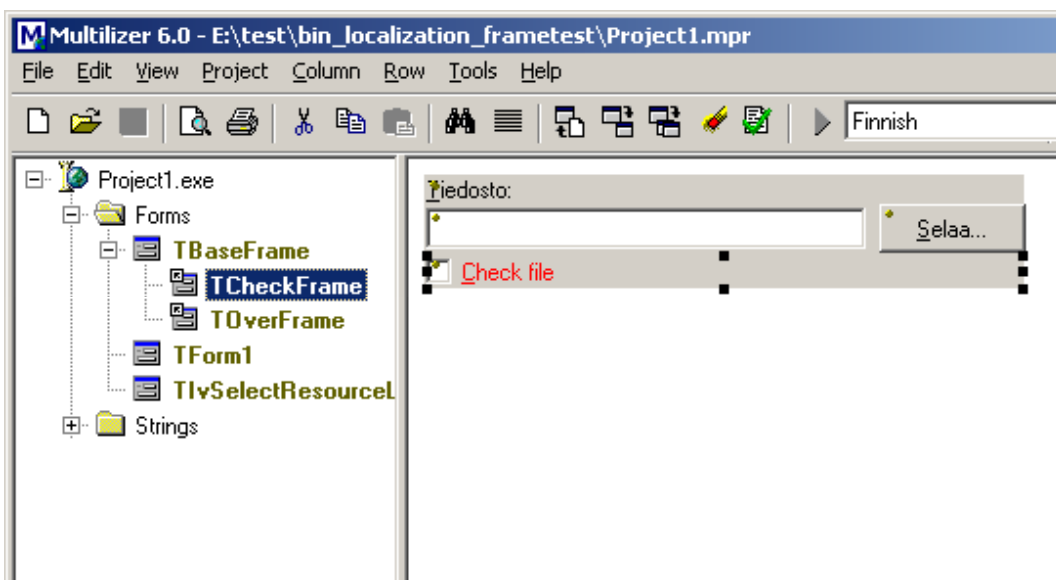 Multilizer 6.0 - E:\test\bin_localization_frametest\Project1.mpr
File Edit View Project Column Row Tools Help
Finnish
Project1.exe
Forms
TBaseFrame
TCheckFrame
TOverFrame
TForm1
TIvSelectResourceL
Strings
Tiedosto:
Selaa...
Check file